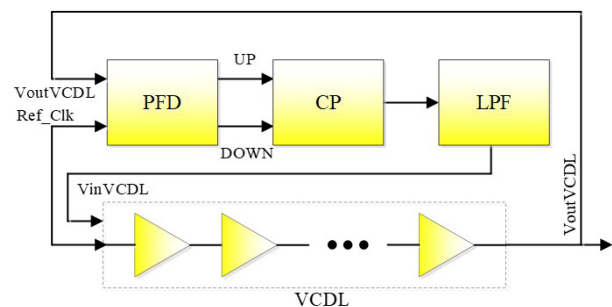 UP
VoutVCDL
Ref_Clk
PFD
CP
LPF
DOWN
VinVCDL
VoutVCDL
VCDL